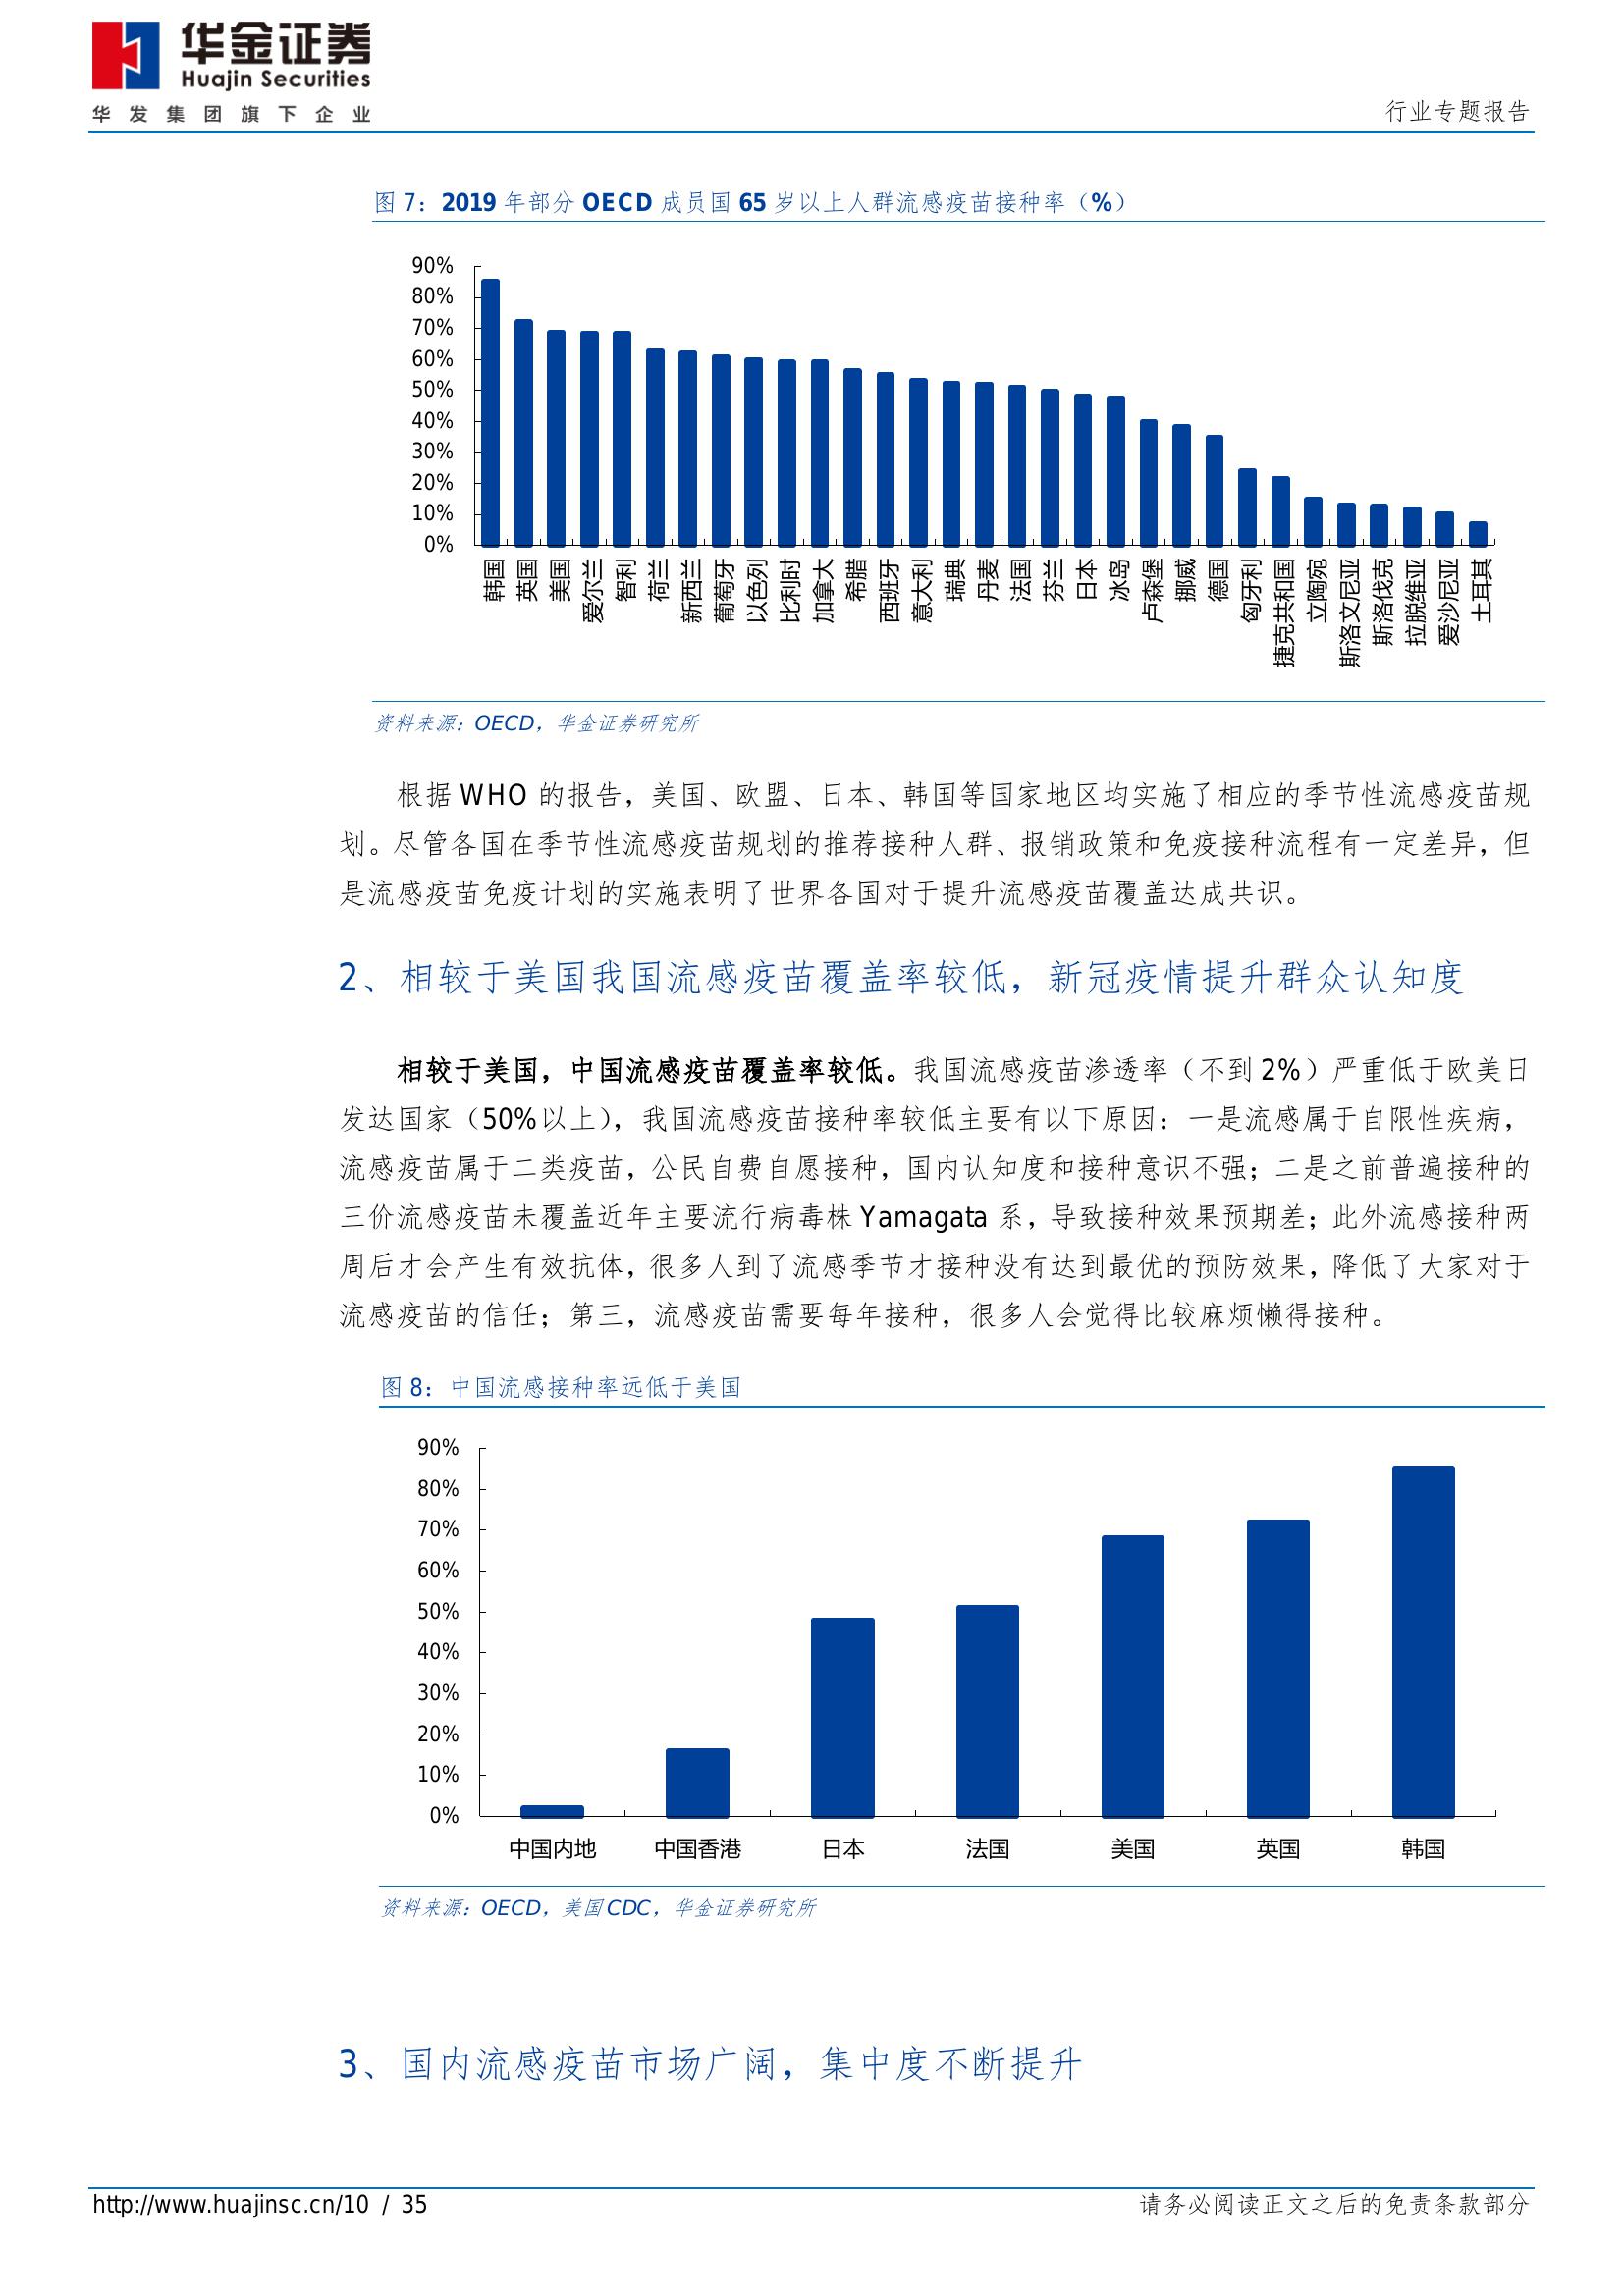 华金证券
Huajin Securities
华发集团旗下企业
行业专题报告
图 7：2019 年部分 OECD 成员国 65 岁以上人群流感疫苗接种率（%）
90%
80%
70%
60%
50%
40%
30%
20%
10%
0%
韩国
英国
美国
爱尔兰
智利
荷兰
新西兰
葡萄牙
以色列
比利时
加拿大
希腊
西班牙
意大利
瑞典
丹麦
法国
芬兰
日本
冰岛
卢森堡
挪威
德国
匈牙利
捷克共和国
立陶宛
斯洛文尼亚
斯洛伐克
拉脱维亚
爱沙尼亚
土耳其
资料来源：OECD，华金证券研究所
根据 WHO 的报告，美国、欧盟、日本、韩国等国家地区均实施了相应的季节性流感疫苗规
划。尽管各国在季节性流感疫苗规划的推荐接种人群、报销政策和免疫接种流程有一定差异，但
是流感疫苗免疫计划的实施表明了世界各国对于提升流感疫苗覆盖达成共识。
2、相较于美国我国流感疫苗覆盖率较低，新冠疫情提升群众认知度
相较于美国，中国流感疫苗覆盖率较低。我国流感疫苗渗透率（不到 2%）严重低于欧美日
发达国家（50%以上），我国流感疫苗接种率较低主要有以下原因：一是流感属于自限性疾病，
流感疫苗属于二类疫苗，公民自费自愿接种，国内认知度和接种意识不强；二是之前普遍接种的
三价流感疫苗未覆盖近年主要流行病毒株 Yamagata 系，导致接种效果预期差；此外流感接种两
周后才会产生有效抗体，很多人到了流感季节才接种没有达到最优的预防效果，降低了大家对于
流感疫苗的信任；第三，流感疫苗需要每年接种，很多人会觉得比较麻烦懒得接种。
图 8：中国流感接种率远低于美国
90%
80%
70%
60%
50%
40%
30%
20%
10%
0%
中国内地
中国香港
日本
法国
美国
英国
韩国
资料来源：OECD，美国 CDC，华金证券研究所
3、国内流感疫苗市场广阔，集中度不断提升
http://www.huajinsc.cn/10 / 35
请务必阅读正文之后的免责条款部分